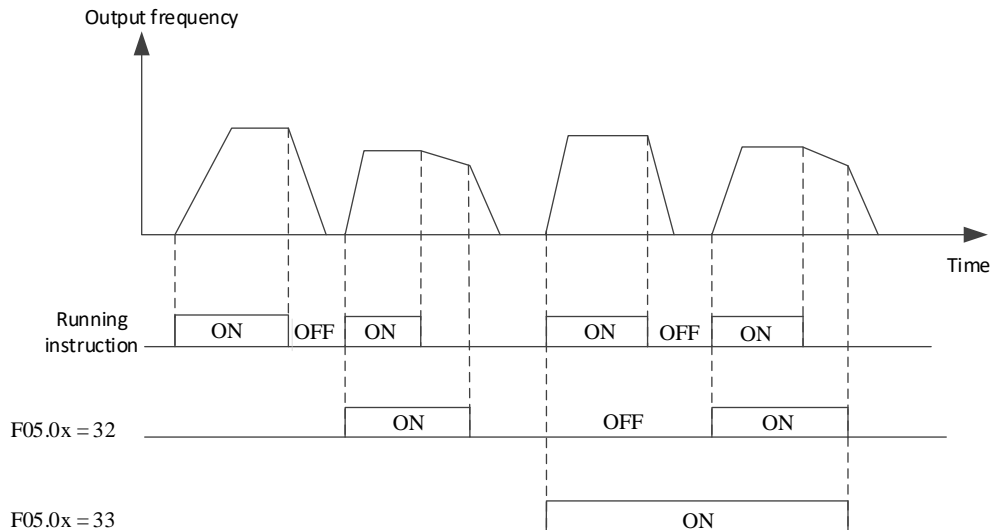 Output frequency
Time
Running
instruction
ON
OFF
ON
ON
OFF
ON
F05.0x = 32
ON
OFF
ON
F05.0x = 33
ON